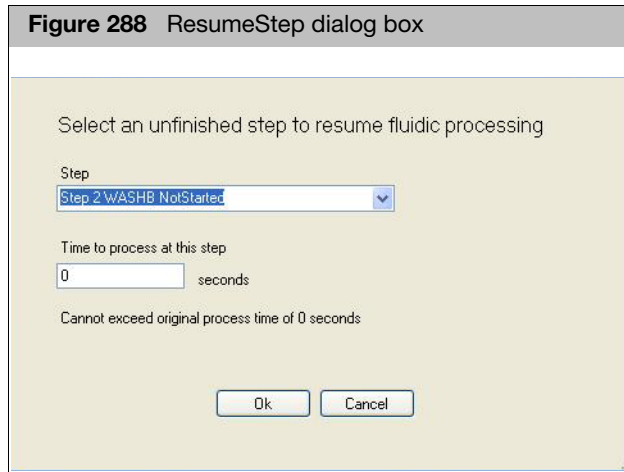 Figure 288 ResumeStep dialog box
Select an unfinished step to resume fluidic processing
Step
Step 2 WASHB NotStarted
Time to process at this step
0 seconds
Cannot exceed original process time of 0 seconds
Ok Cancel